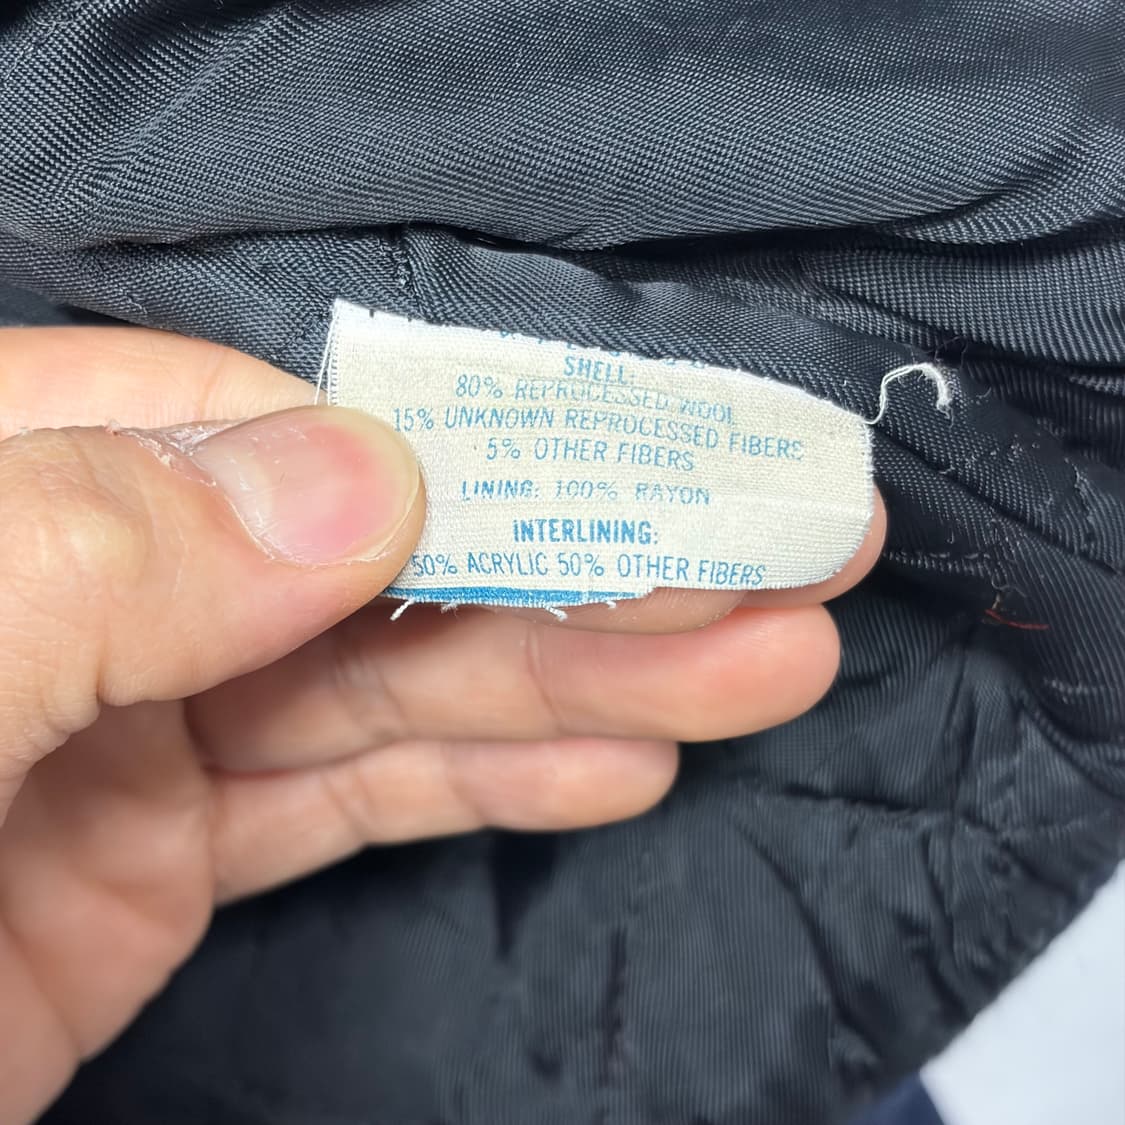 SHELL:
80% REPROCESSED WOOL
15% UNKNOWN REPROCESSED FIBERS
5% OTHER FIBERS
LINING: 100% RAYON
INTERLINING:
50% ACRYLIC 50% OTHER FIBERS